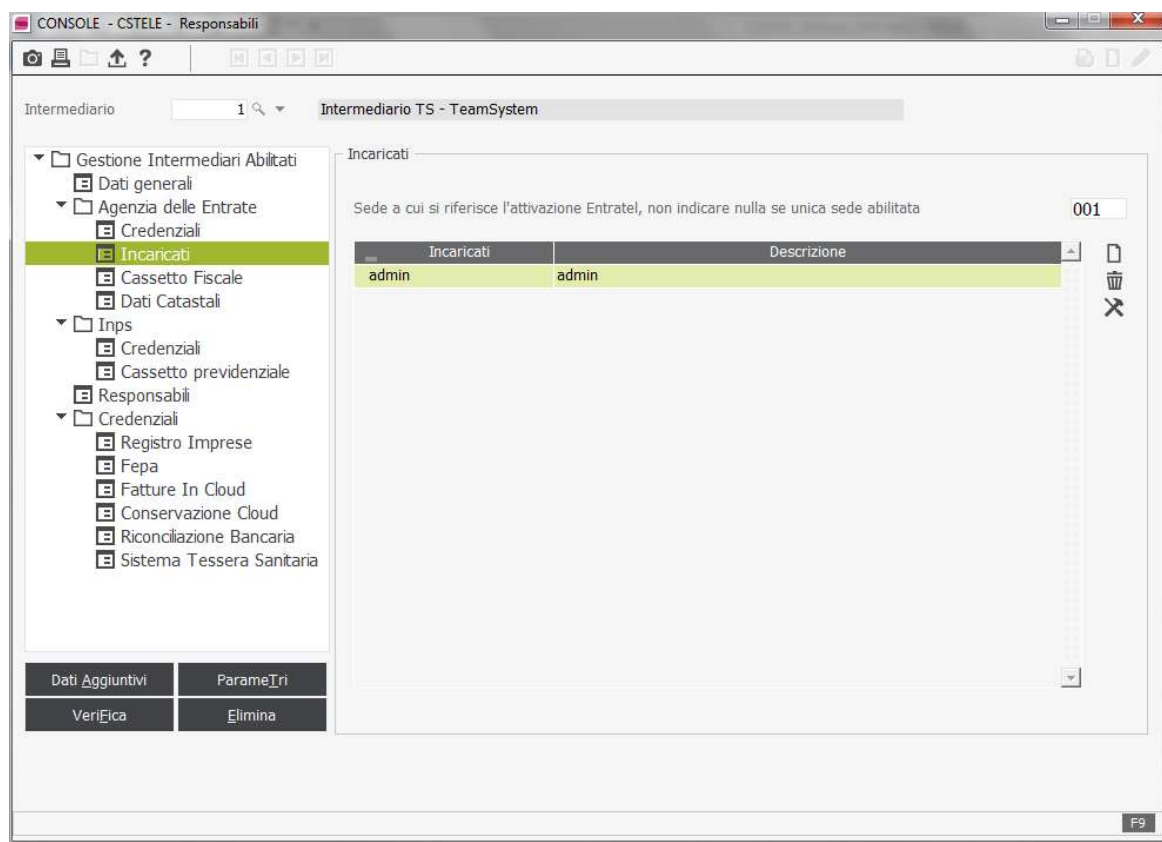 CONSOLE - CSTELE - Responsabili
?
Intermediario 1 Intermediario TS - TeamSystem
Gestione Intermediari Abilitati
Dati generali
Agenzia delle Entrate
Credenziali
Incaricati
Cassetto Fiscale
Dati Catastali
Inps
Credenziali
Cassetto previdenziale
Responsabili
Credenziali
Registro Imprese
Fepa
Fatture In Cloud
Conservazione Cloud
Riconciliazione Bancaria
Sistema Tessera Sanitaria
Dati Aggiuntivi ParameTri
VeriFica Elimina
Incaricati
Sede a cui si riferisce l'attivazione Entratel, non indicare nulla se unica sede abilitata 001
Incaricati Descrizione
admin admin
F9